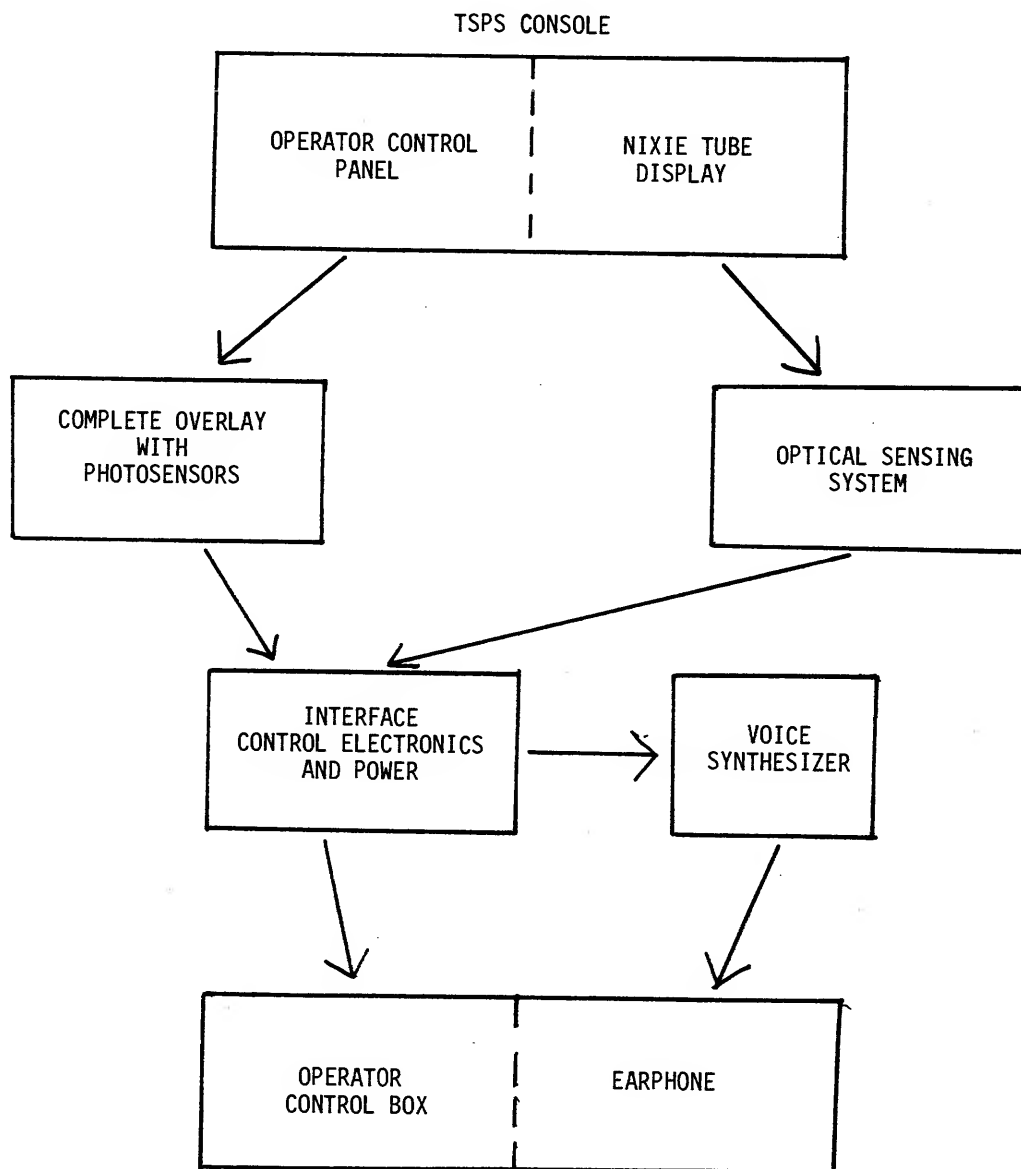 TSPS CONSOLE
OPERATOR CONTROL
PANEL
NIXIE TUBE
DISPLAY
COMPLETE OVERLAY
WITH
PHOTOSENSORS
OPTICAL SENSING
SYSTEM
INTERFACE
CONTROL ELECTRONICS
AND POWER
VOICE
SYNTHESIZER
OPERATOR
CONTROL BOX
EARPHONE